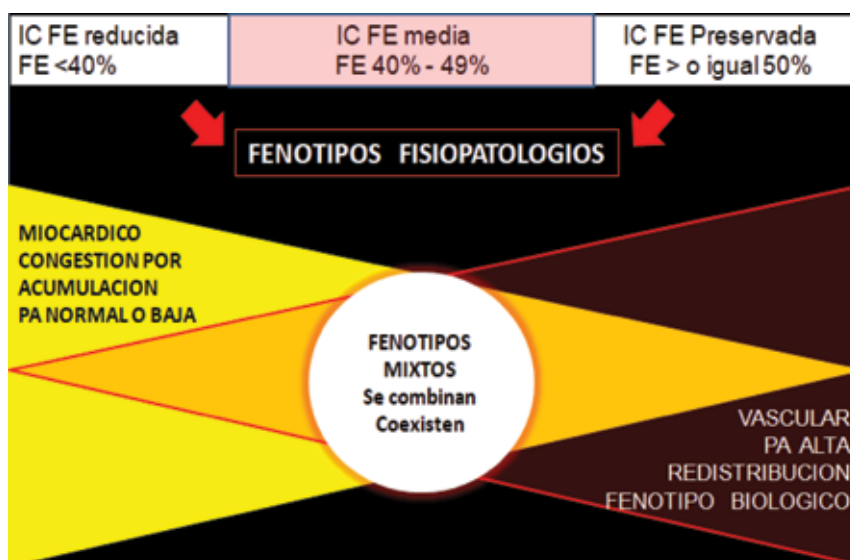 IC FE reducida
FE <40%
IC FE media
FE 40% - 49%
IC FE Preservada
FE > o igual 50%
FENOTIPOS FISIOPATOLOGIOS
MIOCARDICO
CONGESTION POR
ACUMULACION
PA NORMAL O BAJA
FENOTIPOS
MIXTOS
Se combinan
Coexisten
VASCULAR
PA ALTA
REDISTRIBUCION
FENOTIPO BIOLOGICO